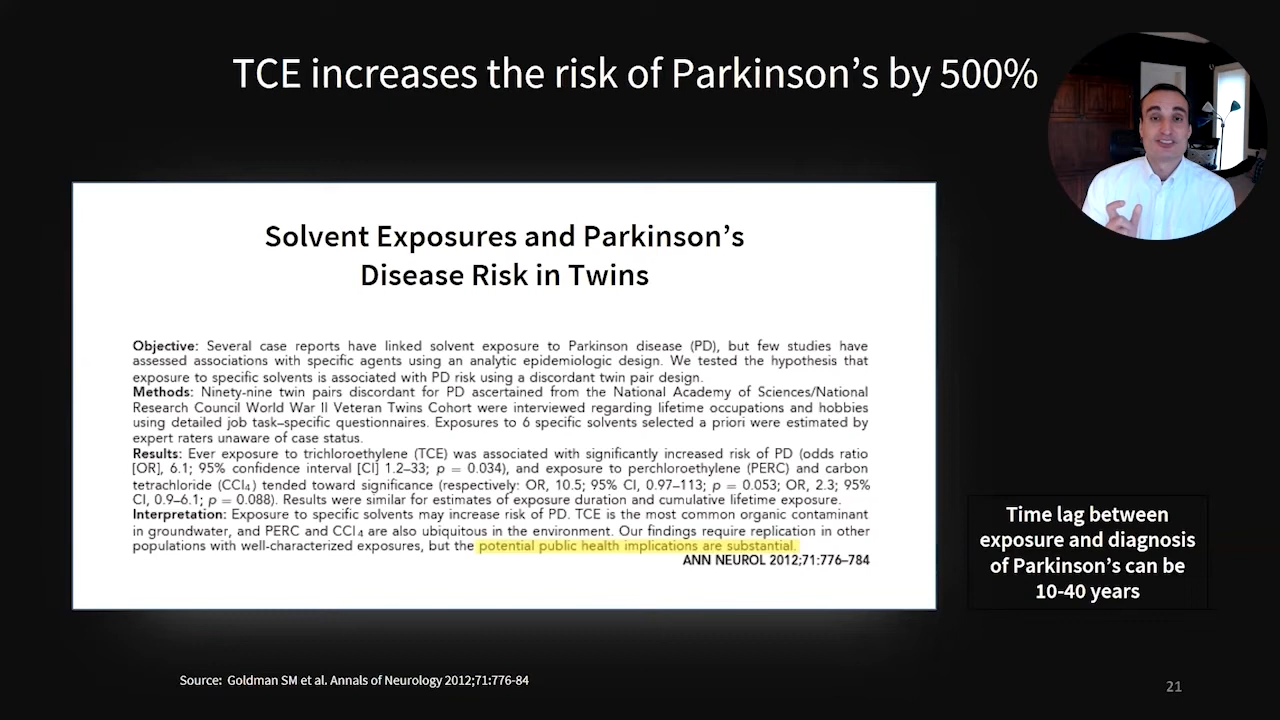 TCE increases the risk of Parkinson's by 500%
Solvent Exposures and Parkinson's
Disease Risk in Twins
Objective: Several case reports have linked solvent exposure to Parkinson disease (PD), but few studies have
assessed associations with specific agents using an analytic epidemiologic design. We tested the hypothesis that
exposure to specific solvents is associated with PD risk using a discordant twin pair design.
Methods: Ninety-nine twin pairs discordant for PD ascertained from the National Academy of Sciences/National
Research Council World War II Veteran Twins Cohort were interviewed regarding lifetime occupations and hobbies
using detailed job task–specific questionnaires. Exposures to 6 specific solvents selected a priori were estimated by
expert raters unaware of case status.
Results: Ever exposure to trichloroethylene (TCE) was associated with significantly increased risk of PD (odds ratio
[OR], 6.1; 95% confidence interval [CI] 1.2–33; p = 0.034), and exposure to perchloroethylene (PERC) and carbon
tetrachloride (CCl₄) tended toward significance (respectively: OR, 10.5; 95% CI, 0.97–113; p = 0.053; OR, 2.3; 95%
CI, 0.9–6.1; p = 0.088). Results were similar for estimates of exposure duration and cumulative lifetime exposure.
Interpretation: Exposure to specific solvents may increase risk of PD. TCE is the most common organic contaminant
in groundwater, and PERC and CCl₄ are also ubiquitous in the environment. Our findings require replication in other
populations with well-characterized exposures, but the potential public health implications are substantial.
ANN NEUROL 2012;71:776–784
Time lag between
exposure and diagnosis
of Parkinson's can be
10-40 years
Source: Goldman SM et al. Annals of Neurology 2012;71:776-84
21